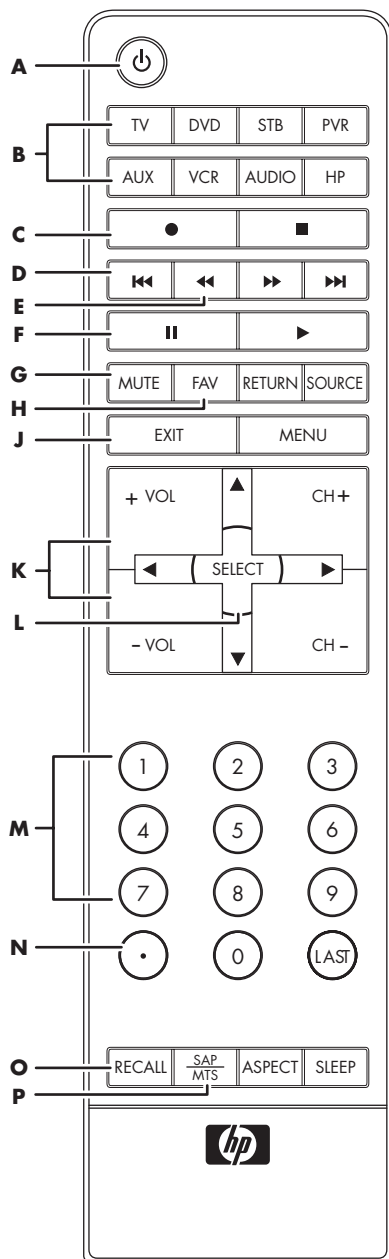 A
B TV DVD STB PVR
AUX VCR AUDIO HP
C
D
E
F
G MUTE FAV RETURN SOURCE
H
J EXIT MENU
+ VOL CH+
K SELECT
L
– VOL CH –
1 2 3
M 4 5 6
7 8 9
N • 0 LAST
O RECALL SAP ASPECT SLEEP
P MTS
hp